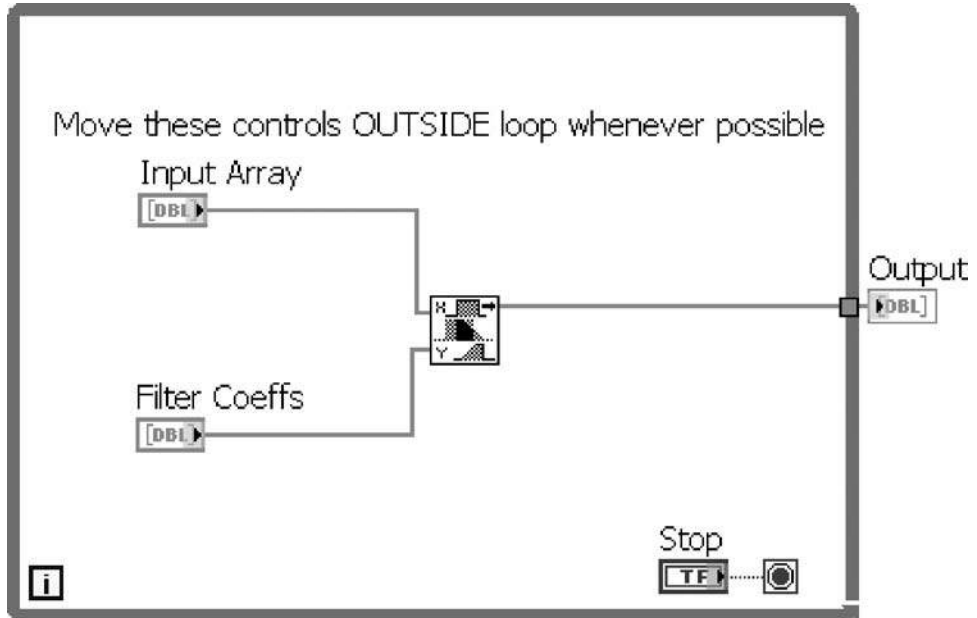 Move these controls OUTSIDE loop whenever possible
Input Array
[DBL]
Output
[DBL]
X
Y
Filter Coeffs
[DBL]
Stop
TF
i